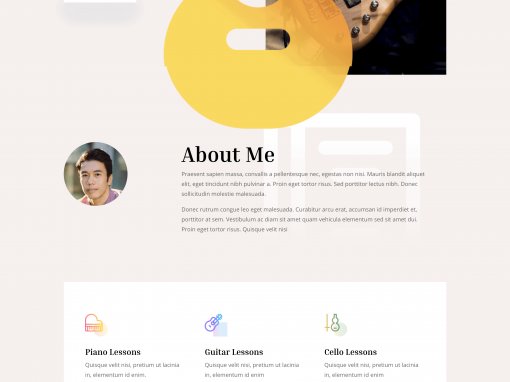 About Me
Praesent sapien massa, convallis a pellentesque nec, egestas non nisi. Mauris blandit aliquet
elit, eget tincidunt nibh pulvinar a. Proin eget tortor risus. Sed porttitor lectus nibh. Donec
sollicitudin molestie malesuada.
Donec rutrum congue leo eget malesuada. Curabitur arcu erat, accumsan id imperdiet et,
porttitor at sem. Vestibulum ac diam sit amet quam vehicula elementum sed sit amet dui.
Proin eget tortor risus. Quisque velit nisi
Piano Lessons
Guitar Lessons
Cello Lessons
Quisque velit nisi, pretium ut lacinia
Quisque velit nisi, pretium ut lacinia
Quisque velit nisi, pretium ut lacinia
in, elementum id enim.
in, elementum id enim
in, elementum id enim